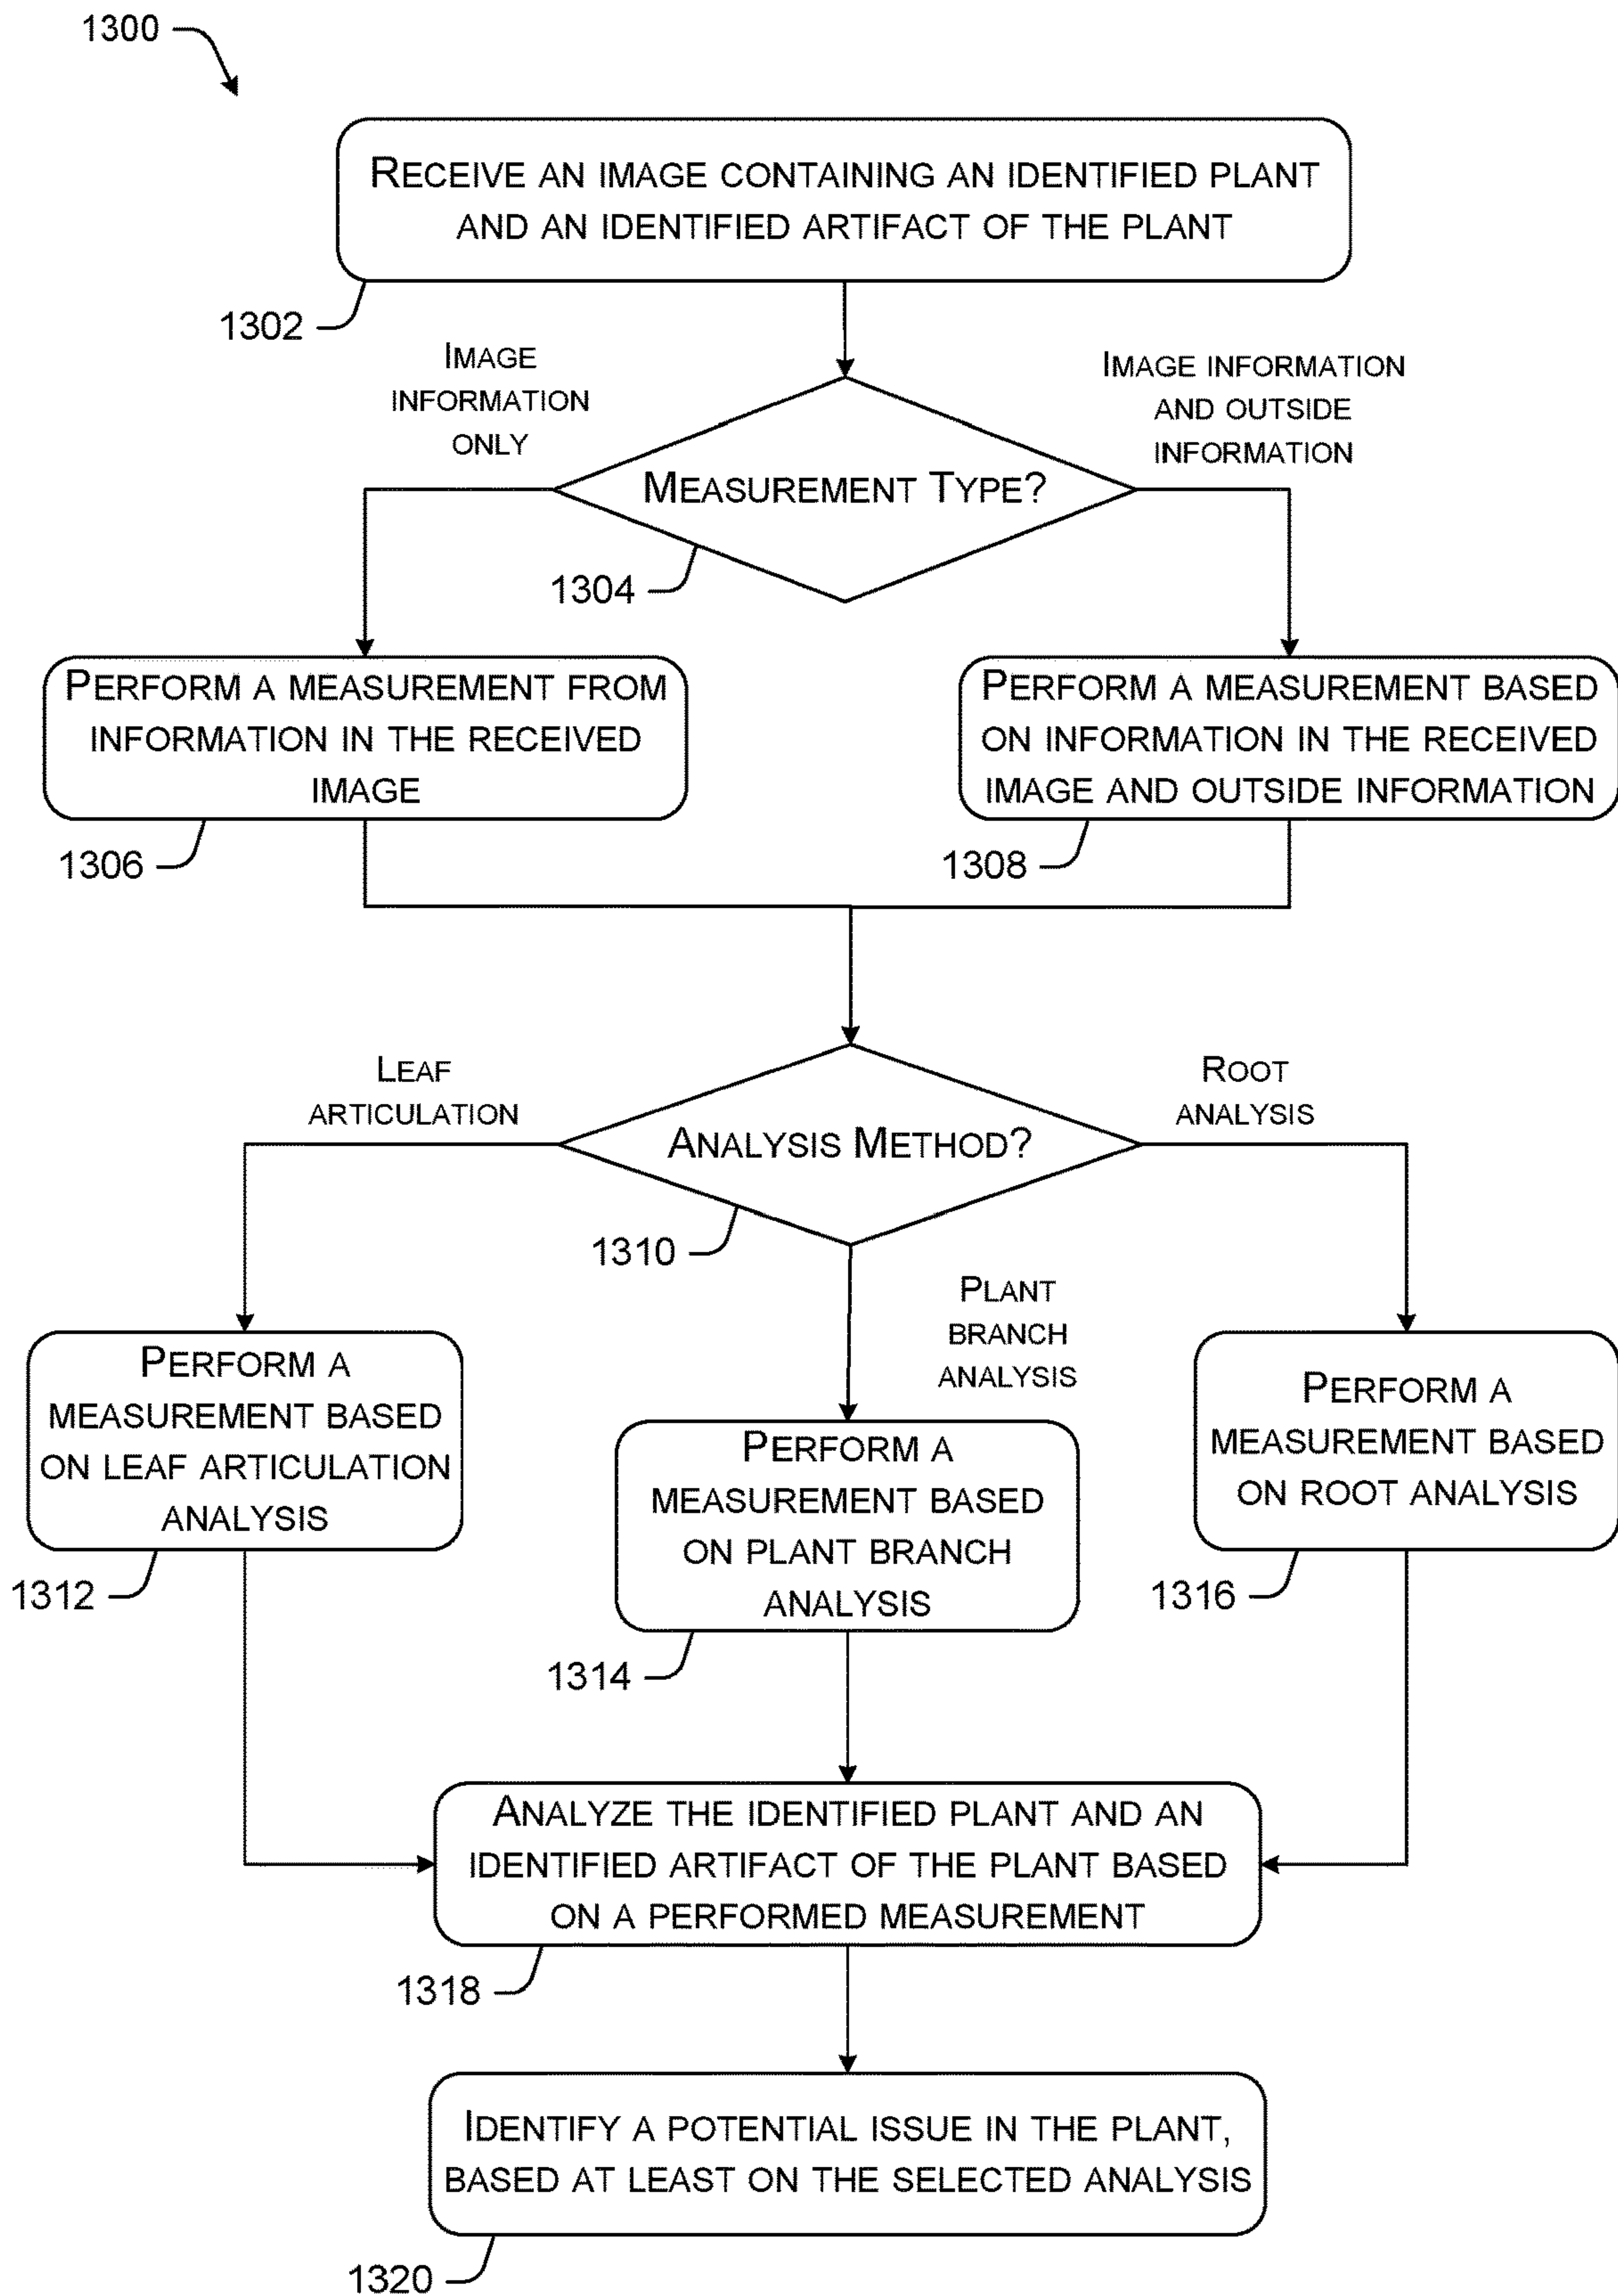 1300
RECEIVE AN IMAGE CONTAINING AN IDENTIFIED PLANT
AND AN IDENTIFIED ARTIFACT OF THE PLANT
1302
IMAGE
INFORMATION
ONLY
IMAGE INFORMATION
AND OUTSIDE
INFORMATION
MEASUREMENT TYPE?
1304
PERFORM A MEASUREMENT FROM
INFORMATION IN THE RECEIVED
IMAGE
1306
PERFORM A MEASUREMENT BASED
ON INFORMATION IN THE RECEIVED
IMAGE AND OUTSIDE INFORMATION
1308
LEAF
ARTICULATION
ROOT
ANALYSIS
ANALYSIS METHOD?
1310
PLANT
BRANCH
ANALYSIS
PERFORM A
MEASUREMENT BASED
ON LEAF ARTICULATION
ANALYSIS
1312
PERFORM A
MEASUREMENT BASED
ON PLANT BRANCH
ANALYSIS
1314
PERFORM A
MEASUREMENT BASED
ON ROOT ANALYSIS
1316
ANALYZE THE IDENTIFIED PLANT AND AN
IDENTIFIED ARTIFACT OF THE PLANT BASED
ON A PERFORMED MEASUREMENT
1318
IDENTIFY A POTENTIAL ISSUE IN THE PLANT,
BASED AT LEAST ON THE SELECTED ANALYSIS
1320